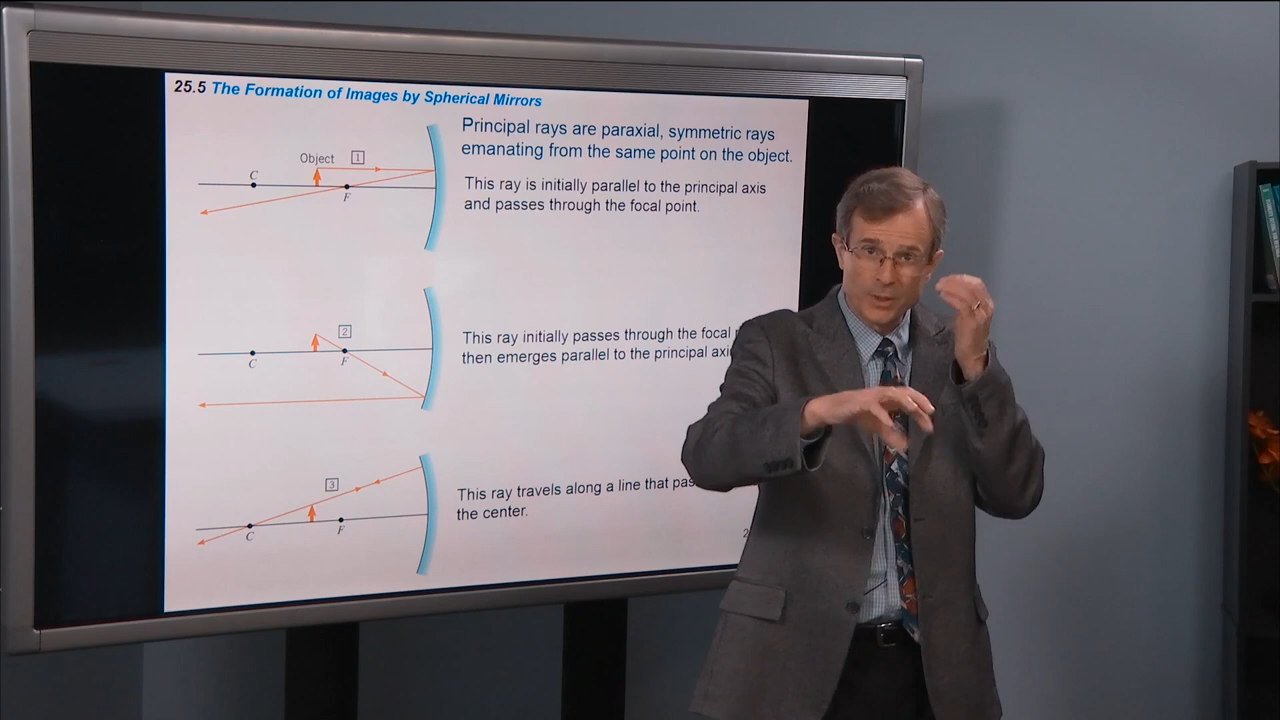 25.5 The Formation of Images by Spherical Mirrors
Principal rays are paraxial, symmetric rays
emanating from the same point on the object.
Object
1
C
F
This ray is initially parallel to the principal axis
and passes through the focal point.
2
C
F
This ray initially passes through the focal
then emerges parallel to the principal
3
C
F
This ray travels along a line that
the center.